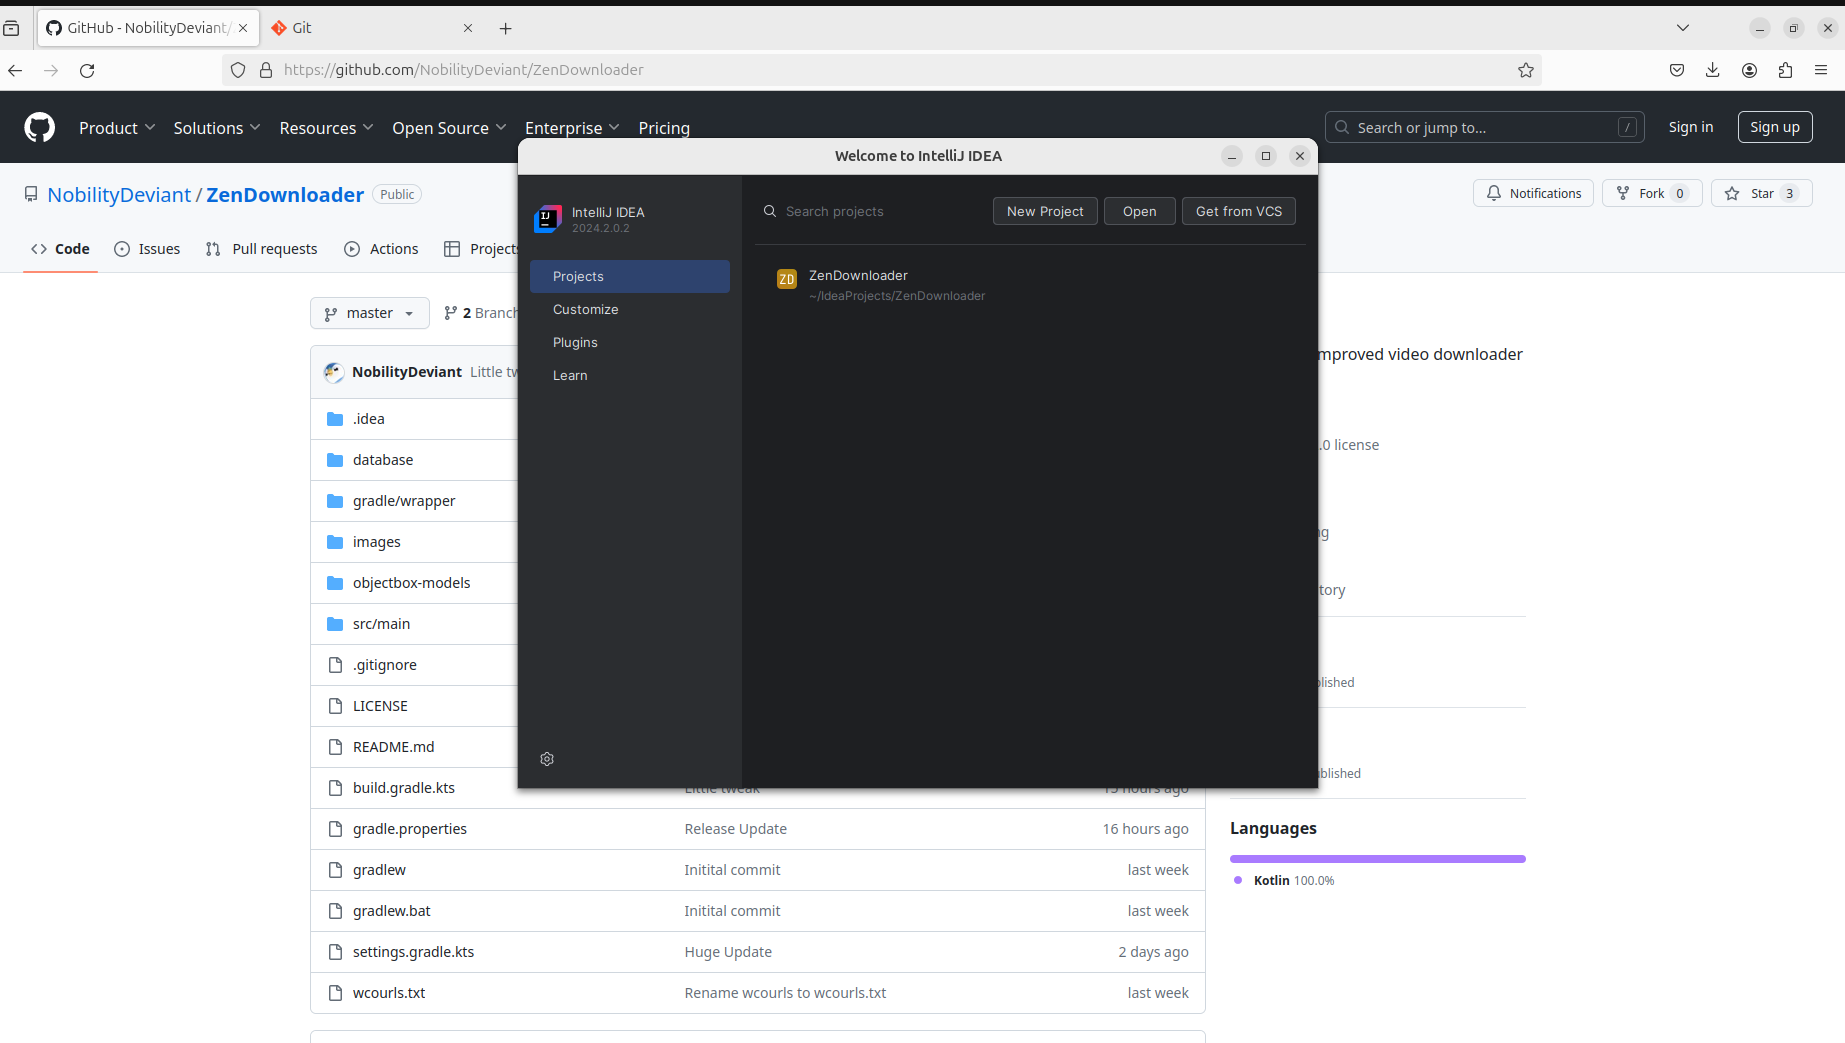 GitHub - NobilityDeviant/
Git
https://github.com/NobilityDeviant/ZenDownloader
Product
Solutions
Resources
Open Source
Enterprise
Pricing
Search or jump to...
/
Sign in
Sign up
Welcome to IntelliJ IDEA
NobilityDeviant / ZenDownloader
Public
Notifications
Fork 0
Star 3
Code
Issues
Pull requests
Actions
Projects
IJ
IntelliJ IDEA
2024.2.0.2
Search projects
New Project
Open
Get from VCS
Projects
Customize
Plugins
Learn
ZD
ZenDownloader
~/IdeaProjects/ZenDownloader
master
2 Branch
mproved video downloader
NobilityDeviant Little tw
.0 license
.idea
database
gradle/wrapper
images
objectbox-models
src/main
tory
.gitignore
LICENSE
README.md
blished
blished
build.gradle.kts Little tweak 15 hours ago
gradle.properties Release Update 16 hours ago
gradlew Initital commit last week
gradlew.bat Initital commit last week
settings.gradle.kts Huge Update 2 days ago
wcourls.txt Rename wcourls to wcourls.txt last week
Languages
Kotlin 100.0%